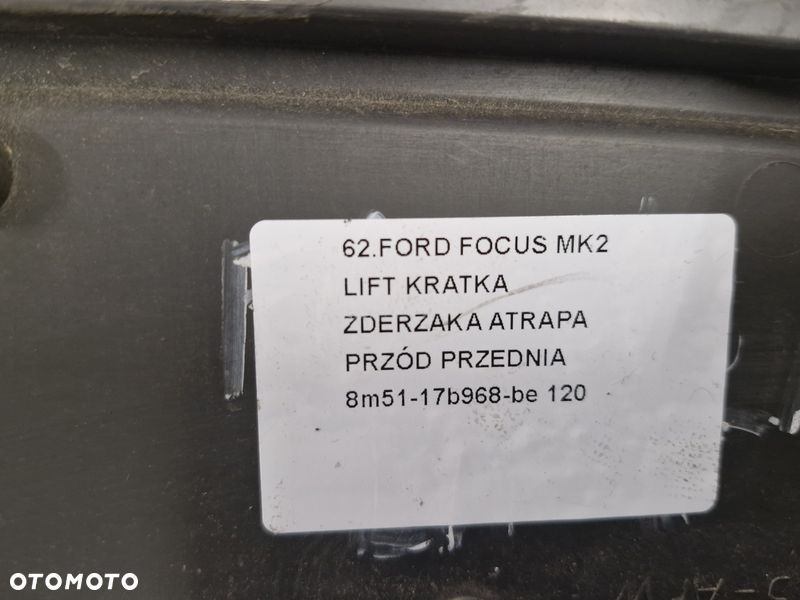 62.FORD FOCUS MK2
LIFT KRATKA
ZDERZAKA ATRAPA
PRZÓD PRZEDNIA
8m51-17b968-be 120
OTOMOTO